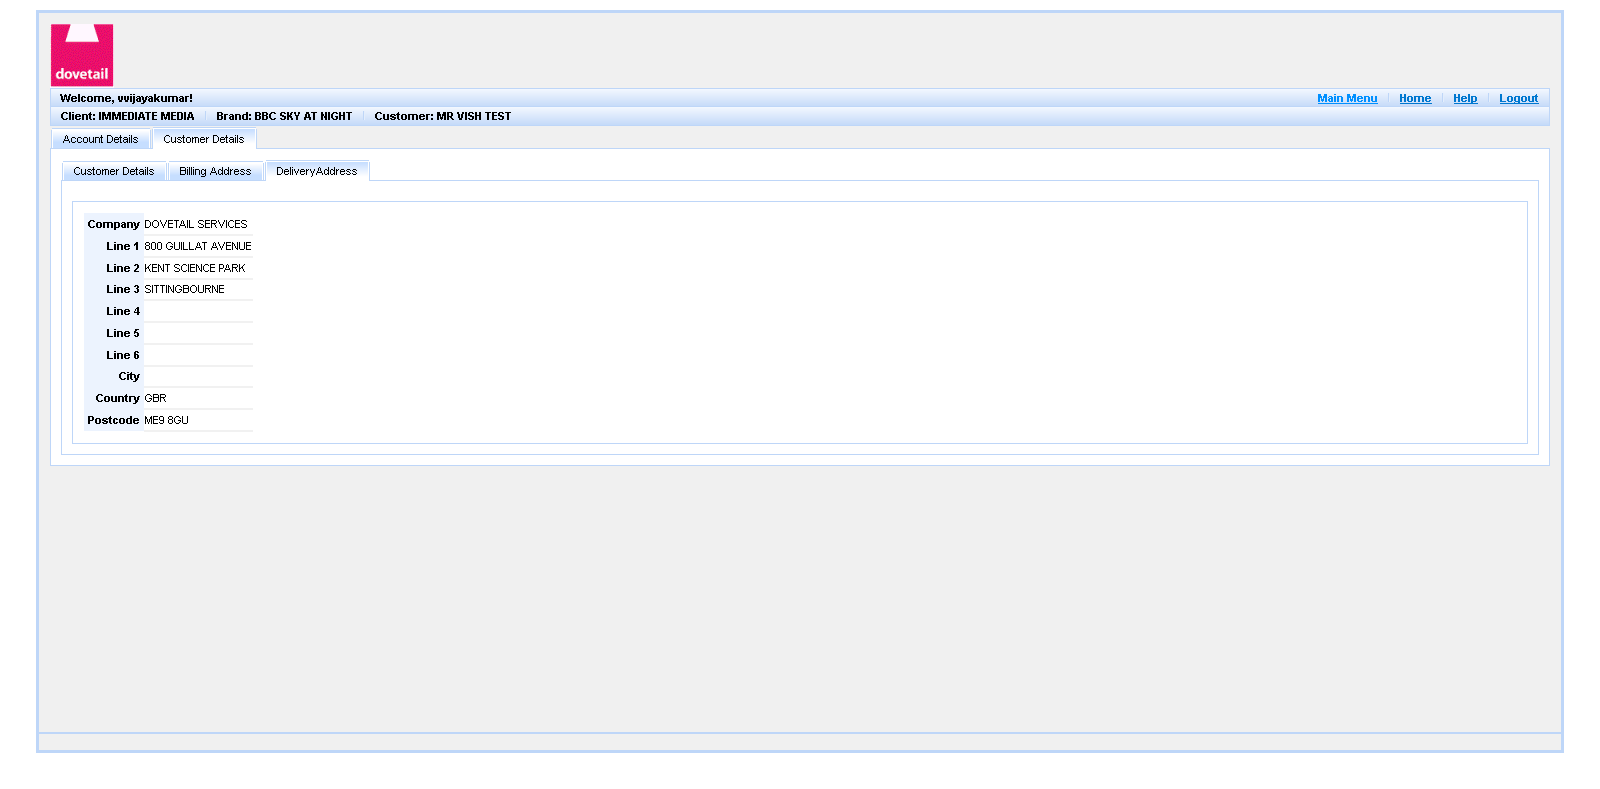 dovetail
Welcome, vvijayakumar!
Main Menu Home Help Logout
Client: IMMEDIATE MEDIA Brand: BBC SKY AT NIGHT Customer: MR VISH TEST
Account Details Customer Details
Customer Details Billing Address DeliveryAddress
Company DOVETAIL SERVICES
Line 1 800 GUILLAT AVENUE
Line 2 KENT SCIENCE PARK
Line 3 SITTINGBOURNE
Line 4
Line 5
Line 6
City
Country GBR
Postcode ME9 8GU